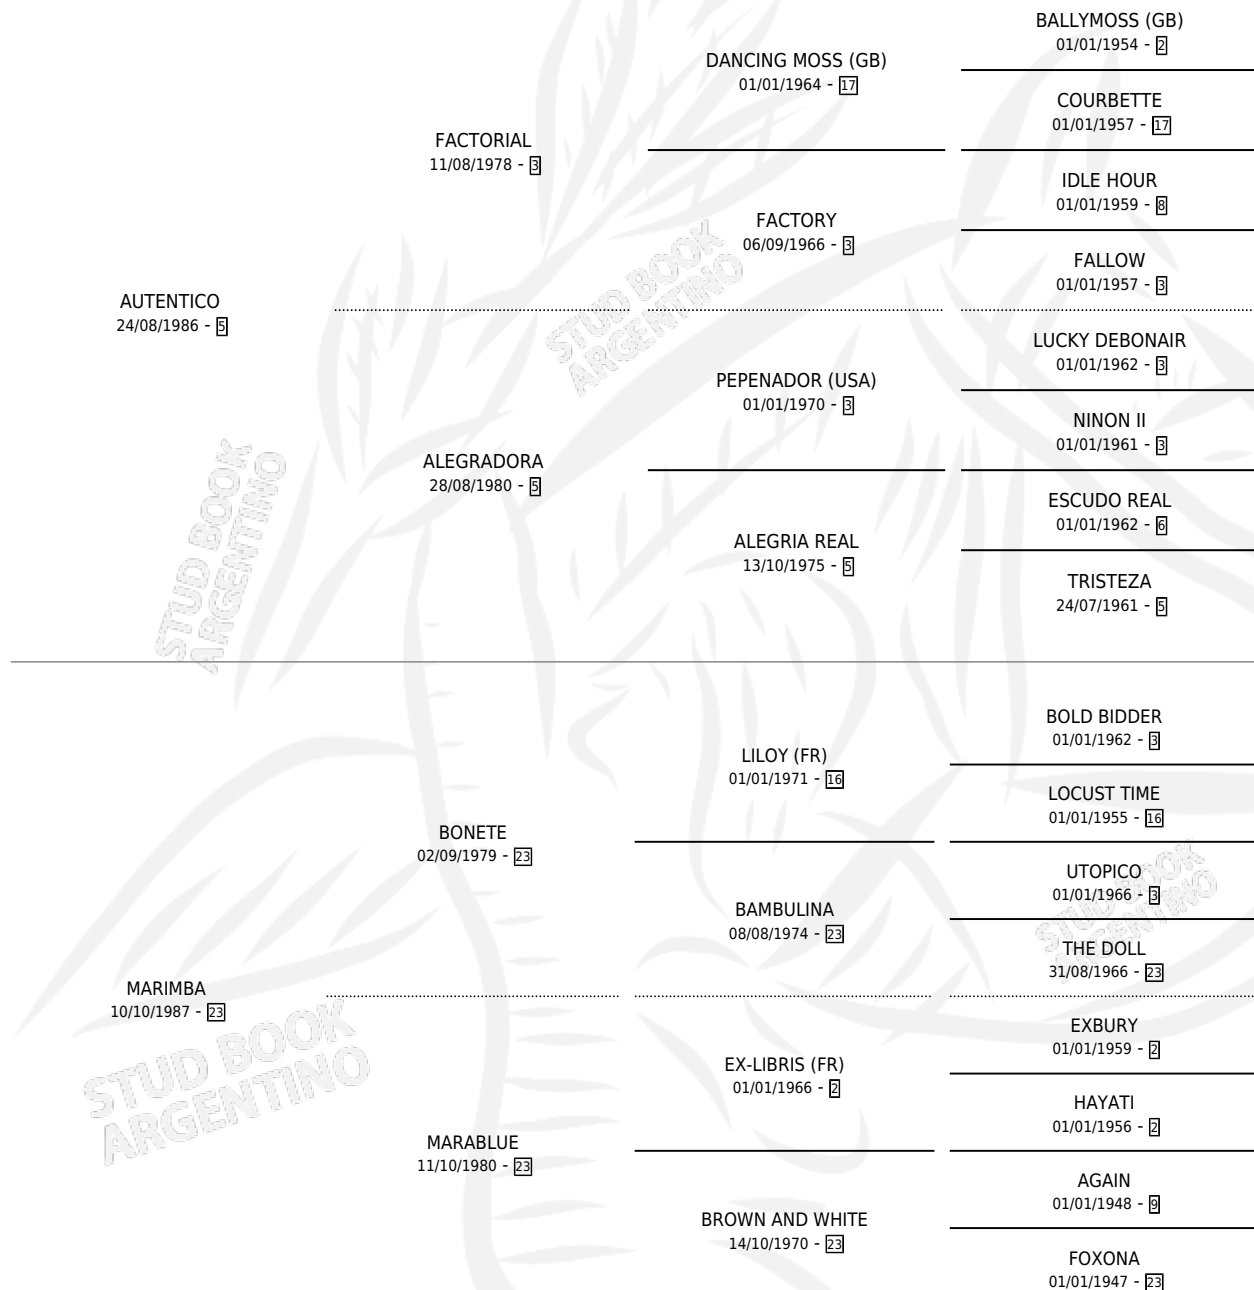 BALLYMOSS (GB)
01/01/1954 - 2
DANCING MOSS (GB)
01/01/1964 - 17
COURBETTE
01/01/1957 - 17
FACTORIAL
11/08/1978 - 3
IDLE HOUR
01/01/1959 - 8
FACTORY
06/09/1966 - 3
FALLOW
01/01/1957 - 3
AUTENTICO
24/08/1986 - 5
STUD BOOK
ARGENTINO
LUCKY DEBONAIR
01/01/1962 - 3
PEPENADOR (USA)
01/01/1970 - 3
NINON II
01/01/1961 - 3
ALEGRADORA
28/08/1980 - 5
ESCUDO REAL
01/01/1962 - 6
ALEGRIA REAL
13/10/1975 - 5
TRISTEZA
24/07/1961 - 5
STUD BOOK
ARGENTINO
BOLD BIDDER
01/01/1962 - 3
LILOY (FR)
01/01/1971 - 16
LOCUST TIME
01/01/1955 - 16
BONETE
02/09/1979 - 23
UTOPICO
01/01/1966 - 3
BAMBULINA
08/08/1974 - 23
THE DOLL
31/08/1966 - 23
STUD BOOK
ARGENTINO
MARIMBA
10/10/1987 - 23
EXBURY
01/01/1959 - 2
EX-LIBRIS (FR)
01/01/1966 - 2
HAYATI
01/01/1956 - 2
STUD BOOK
ARGENTINO
MARABLUE
11/10/1980 - 23
AGAIN
01/01/1948 - 9
BROWN AND WHITE
14/10/1970 - 23
FOXONA
01/01/1947 - 23